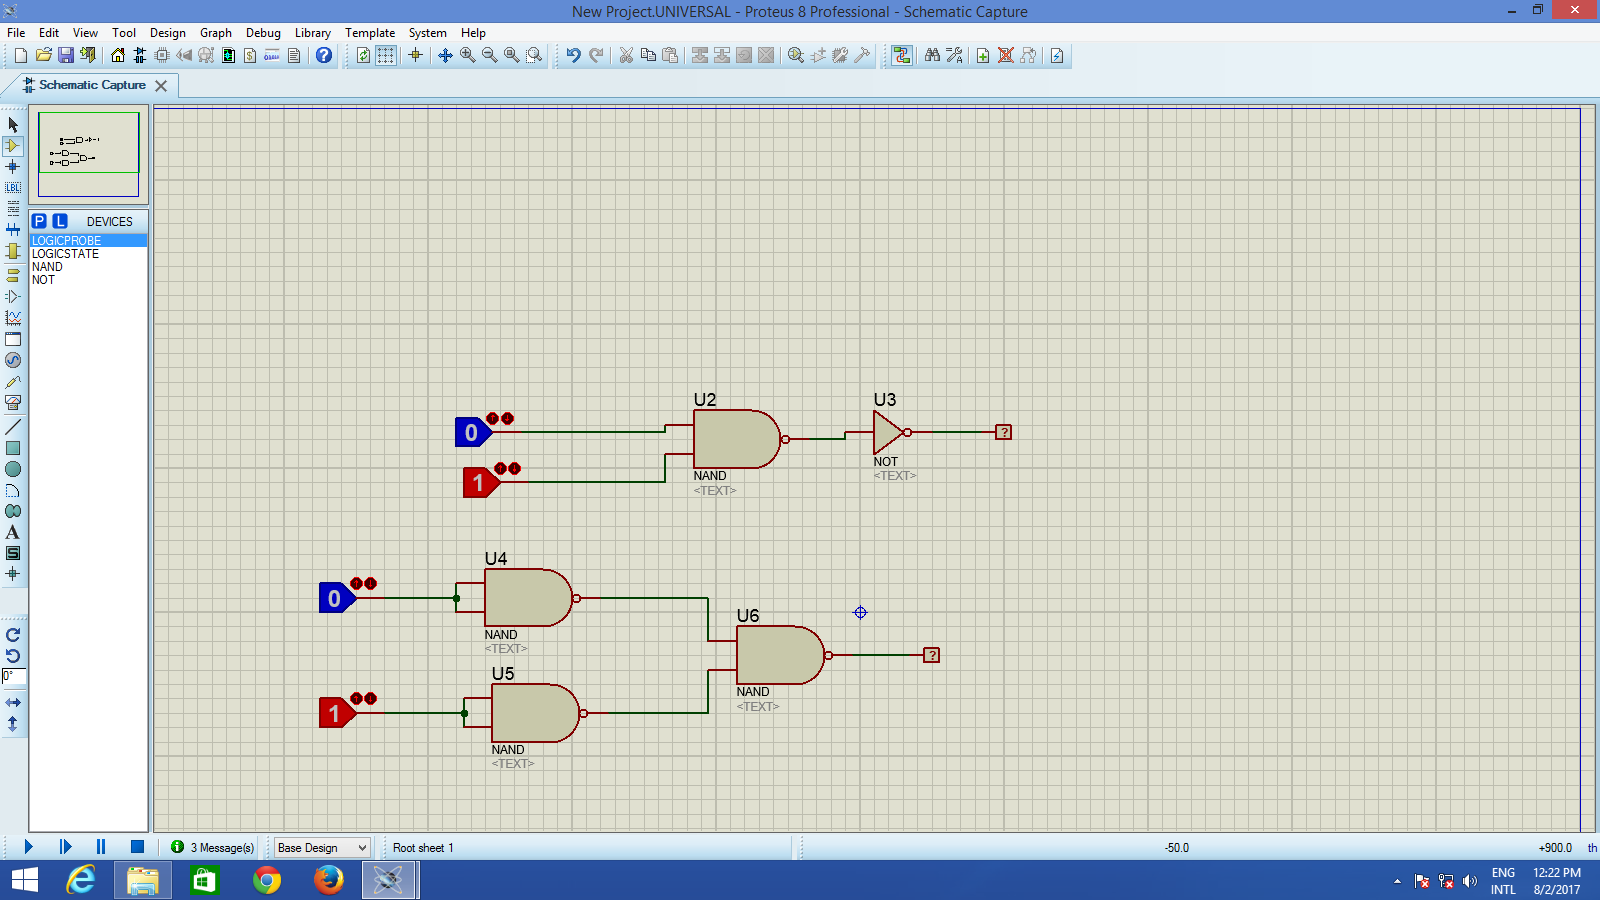 New Project.UNIVERSAL - Proteus 8 Professional - Schematic Capture
File Edit View Tool Design Graph Debug Library Template System Help
Schematic Capture
P L DEVICES
LOGICPROBE
LOGICSTATE
NAND
NOT
LBL
A
S
0°
U2
U3
0
?
NOT
<TEXT>
1
NAND
<TEXT>
U4
0
NAND
<TEXT>
U6
?
U5
NAND
<TEXT>
1
NAND
<TEXT>
3 Message(s)
Base Design
Root sheet 1
-50.0
+900.0
th
ENG
INTL
12:22 PM
8/2/2017